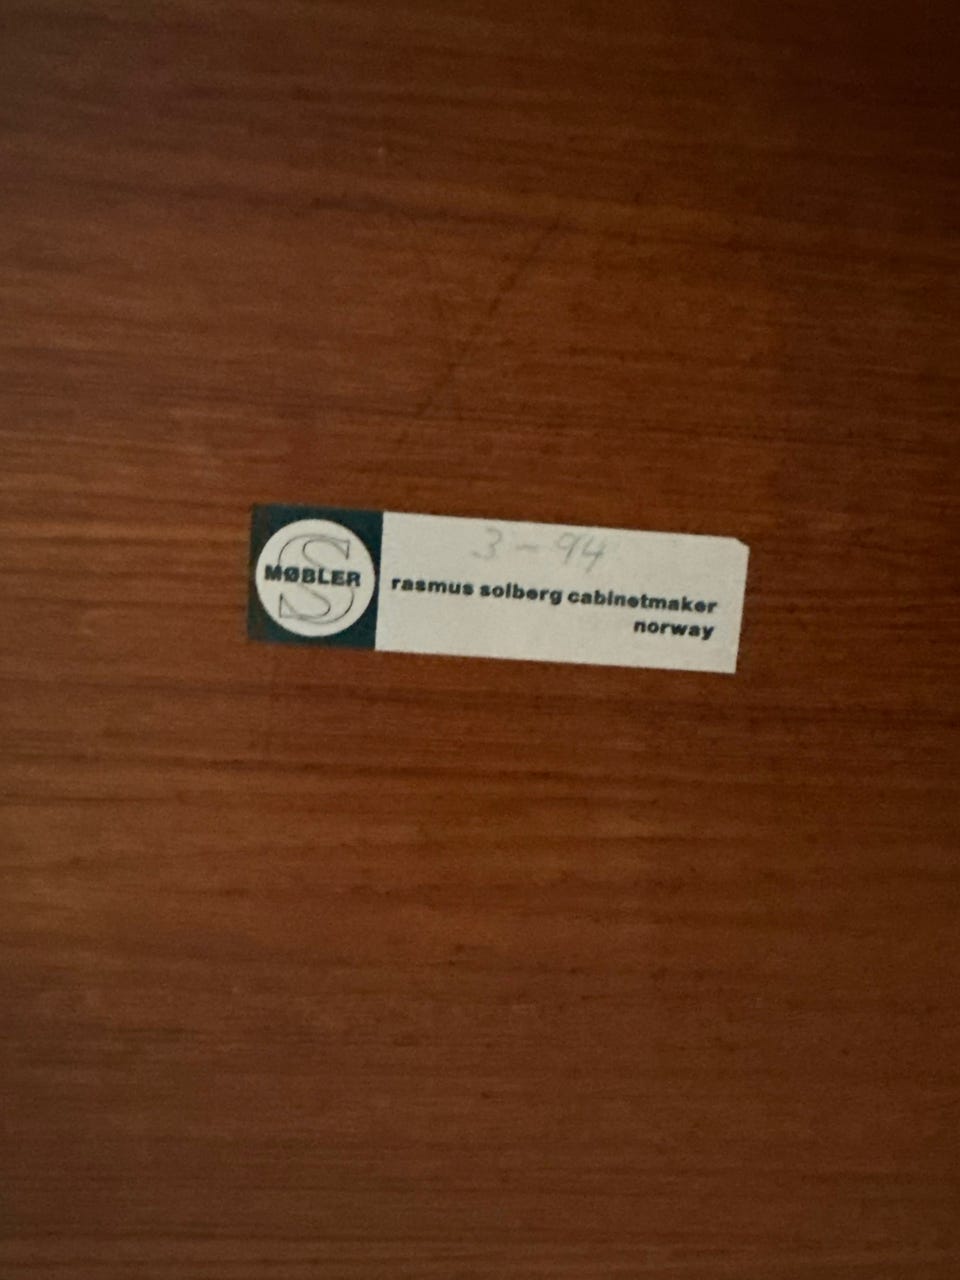 S
MØBLER
3-94
rasmus solberg cabinetmaker
norway